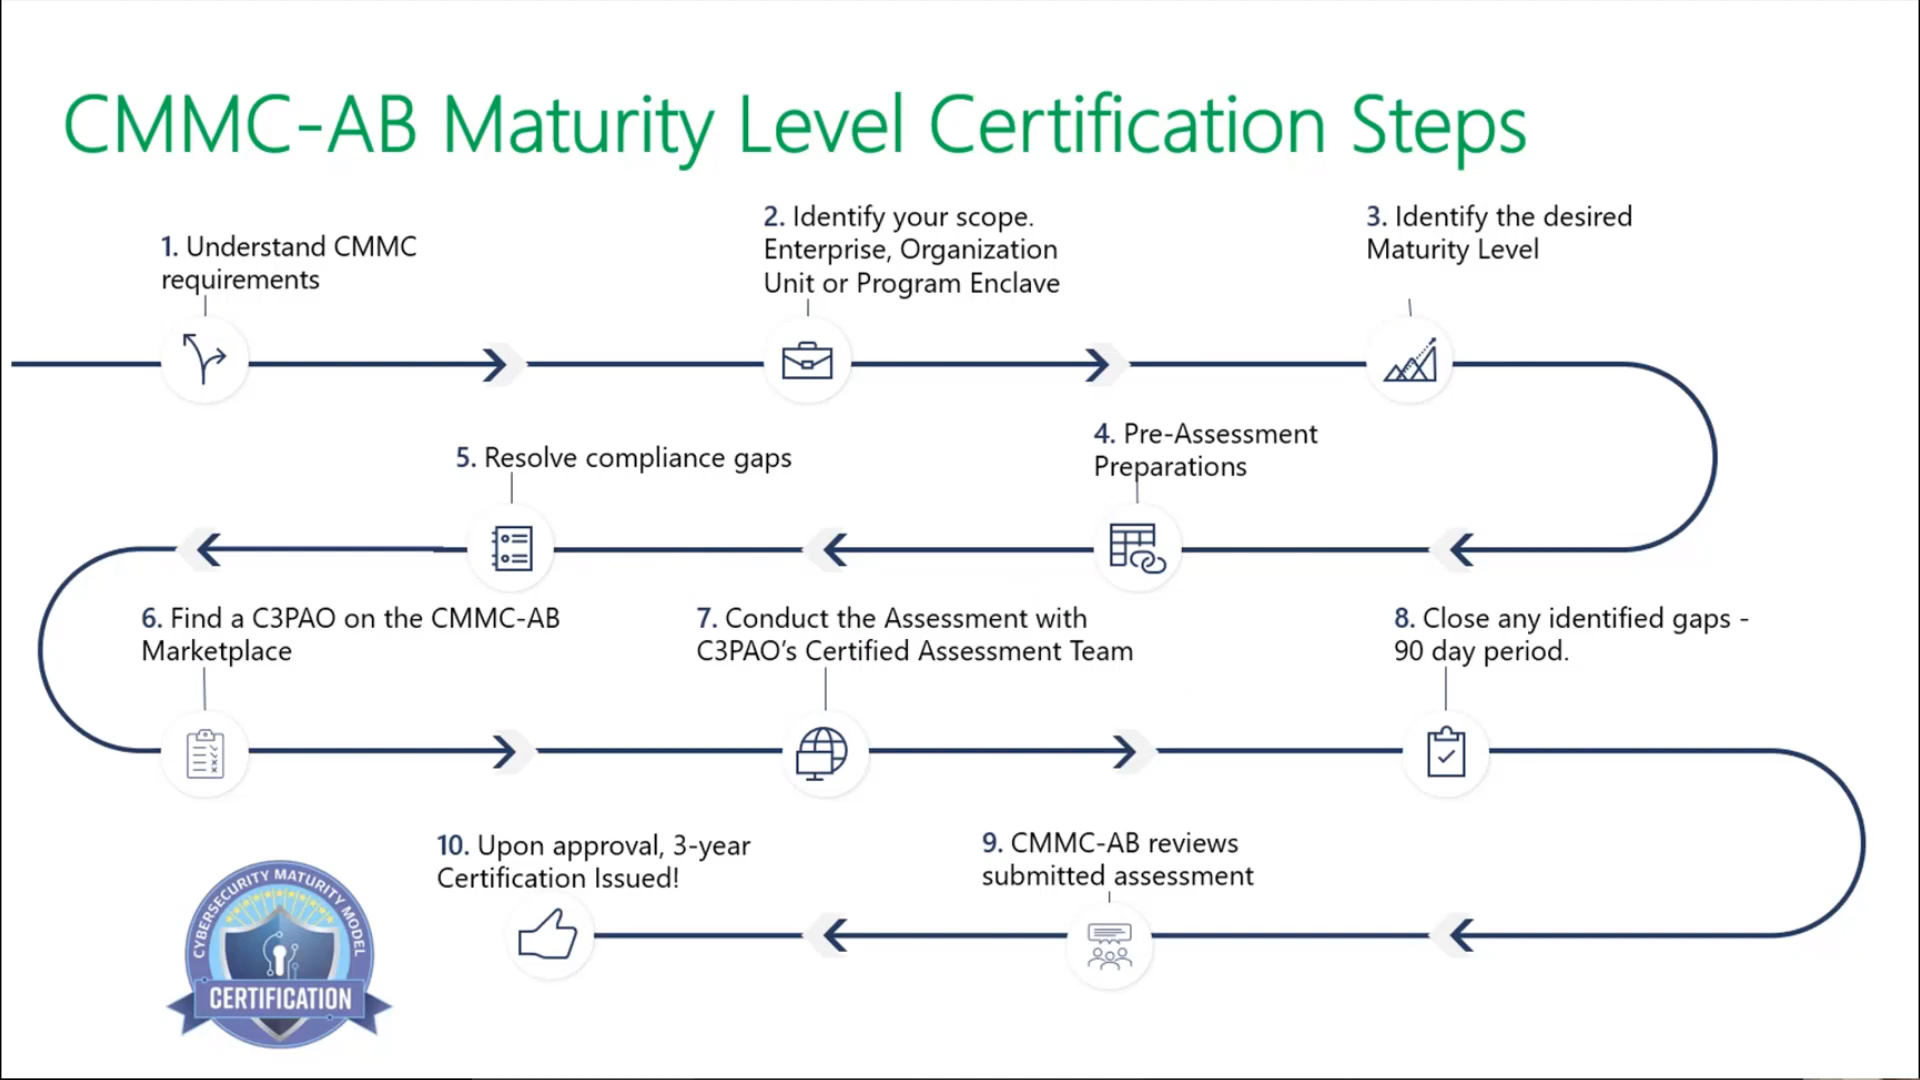 CMMC-AB Maturity Level Certification Steps
1. Understand CMMC
requirements
2. Identify your scope.
Enterprise, Organization
Unit or Program Enclave
3. Identify the desired
Maturity Level
4. Pre-Assessment
Preparations
5. Resolve compliance gaps
6. Find a C3PAO on the CMMC-AB
Marketplace
7. Conduct the Assessment with
C3PAO’s Certified Assessment Team
8. Close any identified gaps -
90 day period.
9. CMMC-AB reviews
submitted assessment
10. Upon approval, 3-year
Certification Issued!
CYBERSECURITY MATURITY MODEL
CERTIFICATION